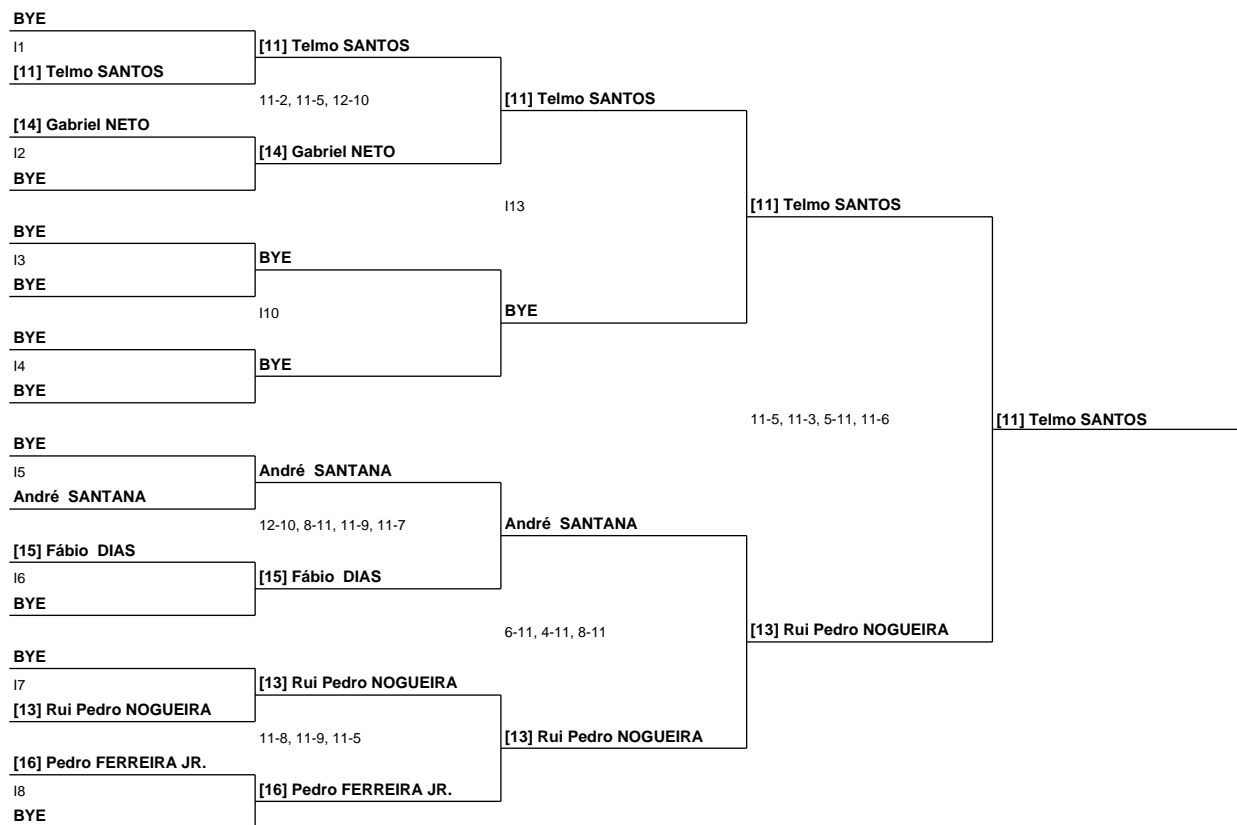 BYE
I1
[11] Telmo SANTOS
[11] Telmo SANTOS
11-2, 11-5, 12-10
[11] Telmo SANTOS
[14] Gabriel NETO
I2
[14] Gabriel NETO
BYE
I13
[11] Telmo SANTOS
BYE
I3
BYE
BYE
I10
BYE
BYE
I4
BYE
BYE
11-5, 11-3, 5-11, 11-6
[11] Telmo SANTOS
BYE
I5
André SANTANA
André SANTANA
12-10, 8-11, 11-9, 11-7
André SANTANA
[15] Fábio DIAS
I6
[15] Fábio DIAS
BYE
6-11, 4-11, 8-11
[13] Rui Pedro NOGUEIRA
BYE
I7
[13] Rui Pedro NOGUEIRA
[13] Rui Pedro NOGUEIRA
11-8, 11-9, 11-5
[13] Rui Pedro NOGUEIRA
[16] Pedro FERREIRA JR.
I8
[16] Pedro FERREIRA JR.
BYE